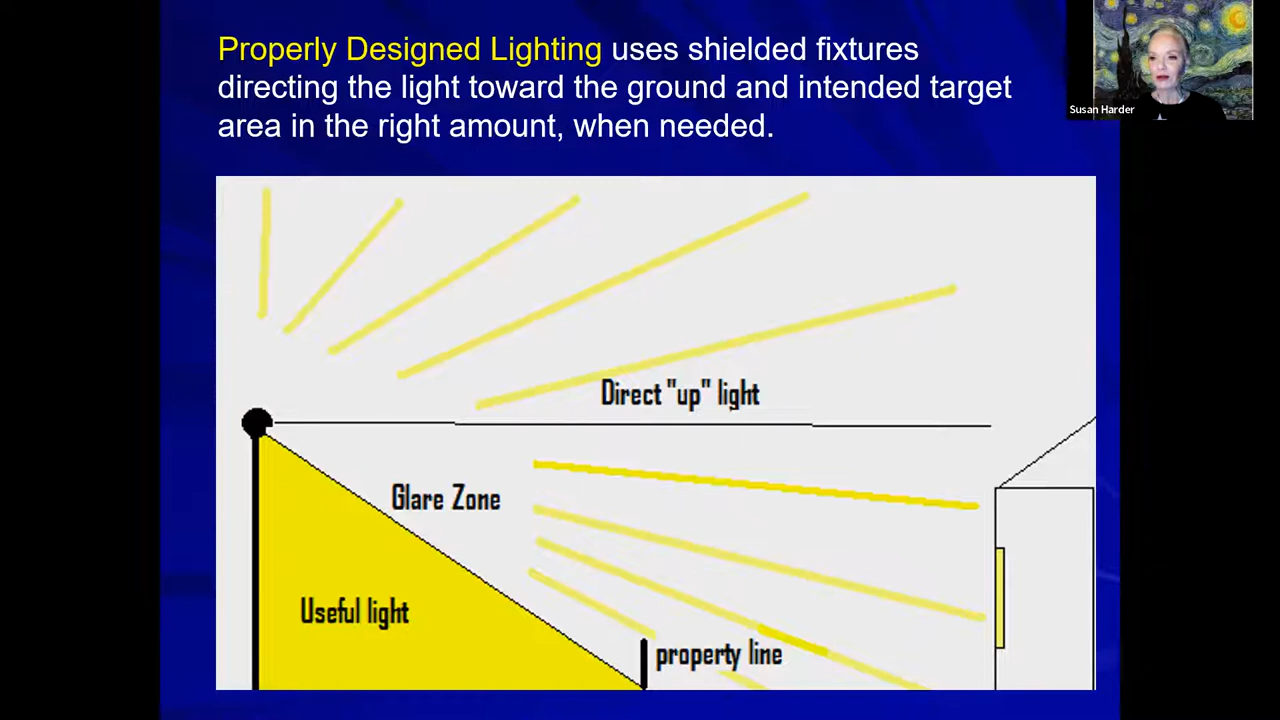 Properly Designed Lighting uses shielded fixtures
directing the light toward the ground and intended target
area in the right amount, when needed.
Susan Harder
Direct "up" light
Glare Zone
Useful light
property line